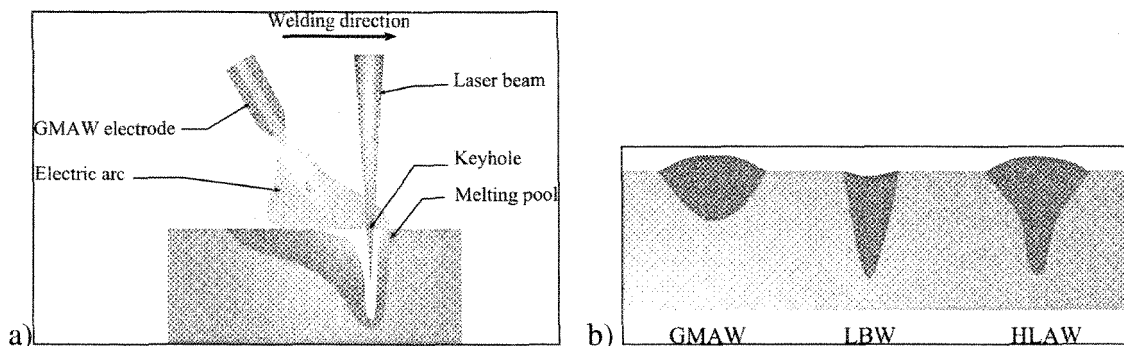 Welding direction
Laser beam
GMAW electrode
Keyhole
Electric arc
Melting pool
a)
b)
GMAW LBW HLAW